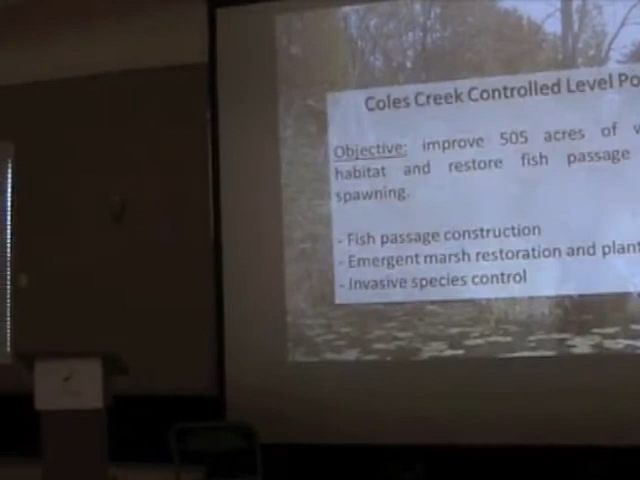 Coles Creek Controlled Level Po
Objective: improve 505 acres of w
habitat and restore fish passage
spawning.
- Fish passage construction
- Emergent marsh restoration and plant
- Invasive species control